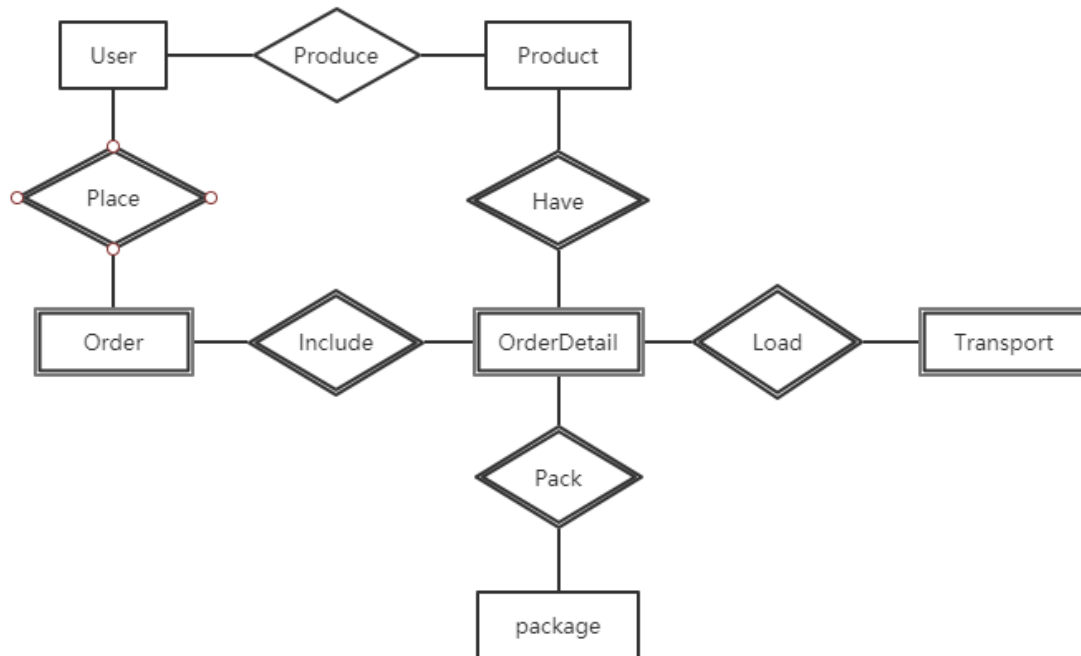 User
Produce
Product
Place
Have
Order
Include
OrderDetail
Load
Transport
Pack
package